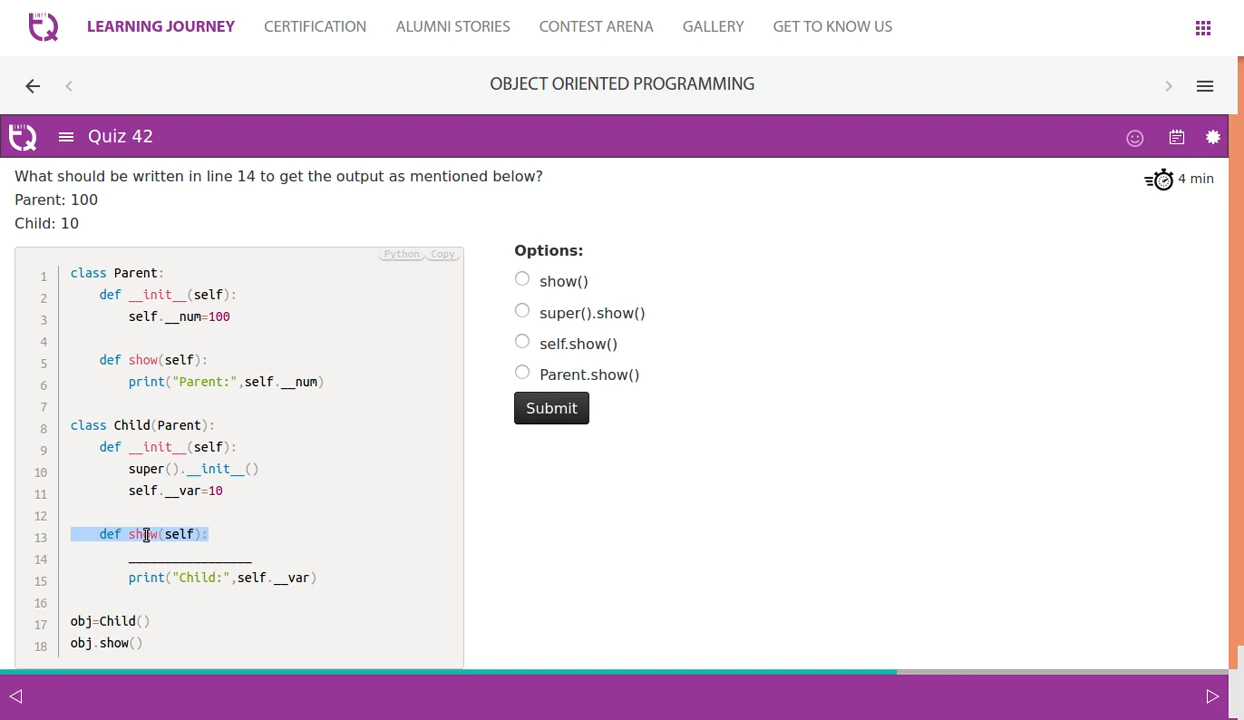 LEARNING JOURNEY CERTIFICATION ALUMNI STORIES CONTEST ARENA GALLERY GET TO KNOW US
OBJECT ORIENTED PROGRAMMING
Quiz 42
What should be written in line 14 to get the output as mentioned below?
4 min
Parent: 100
Child: 10
Python Copy
1 class Parent:
2 def __init__(self):
3 self.__num=100
4
5 def show(self):
6 print("Parent:",self.__num)
7
8 class Child(Parent):
9 def __init__(self):
10 super().__init__()
11 self.__var=10
12
13 def show(self):
14 _________________
15 print("Child:",self.__var)
16
17 obj=Child()
18 obj.show()
Options:
show()
super().show()
self.show()
Parent.show()
Submit